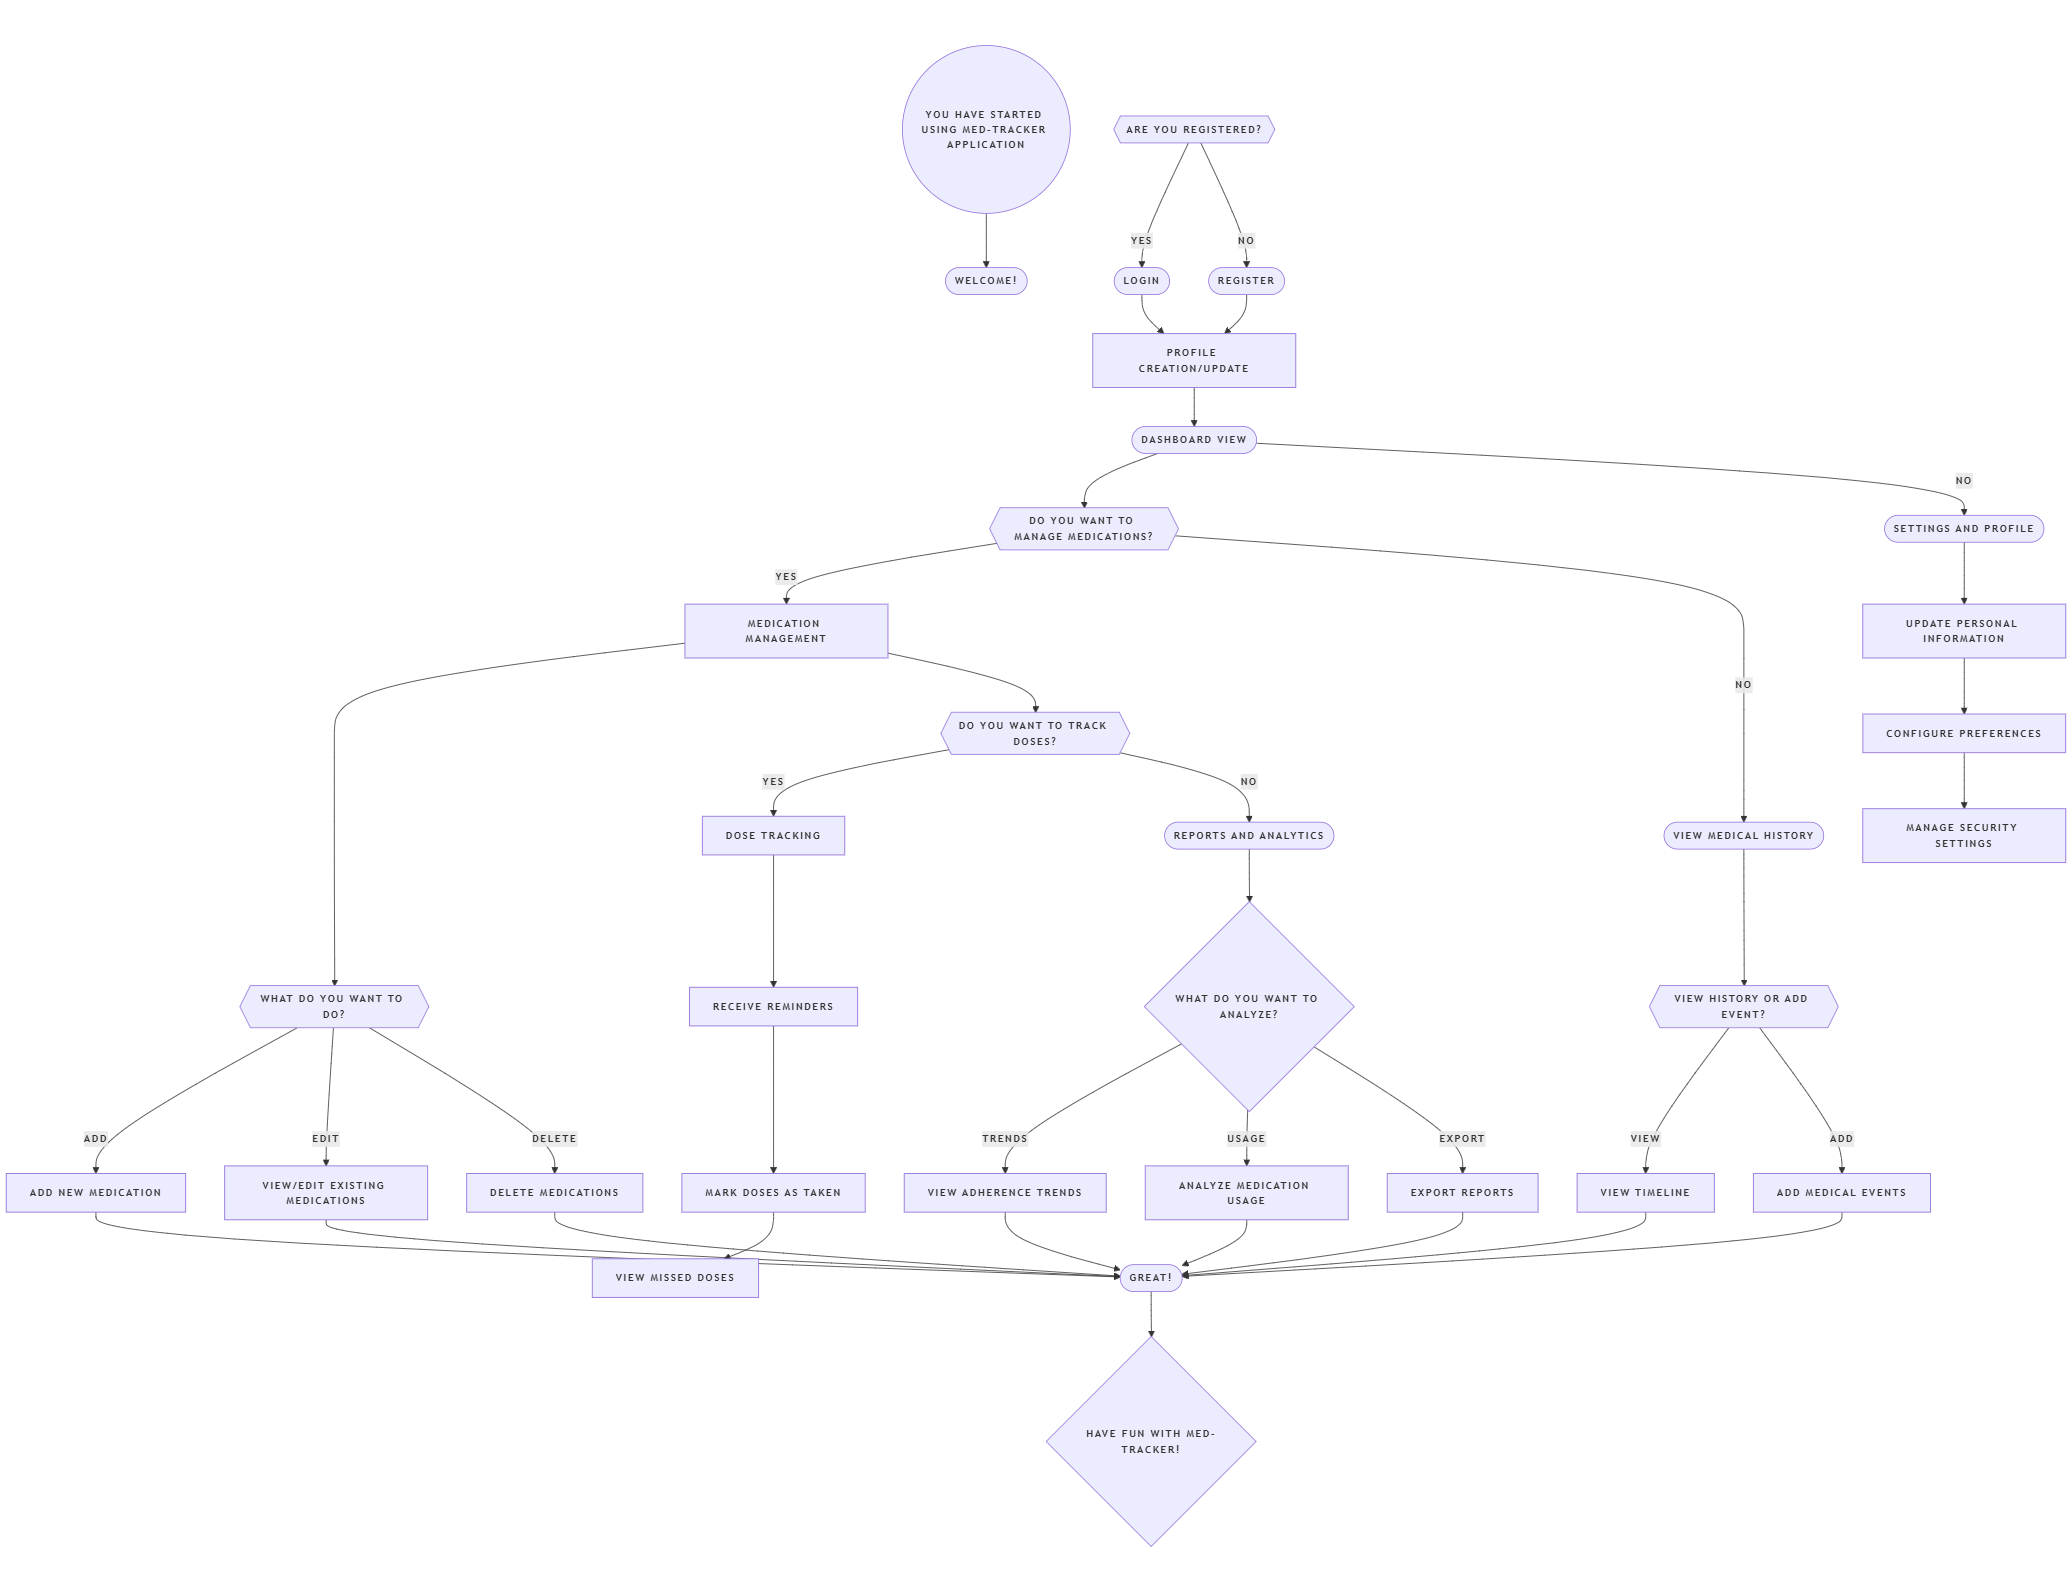 YOU HAVE STARTED
USING MED-TRACKER
APPLICATION
ARE YOU REGISTERED?
YES
NO
WELCOME!
LOGIN
REGISTER
PROFILE
CREATION/UPDATE
DASHBOARD VIEW
NO
DO YOU WANT TO
MANAGE MEDICATIONS?
SETTINGS AND PROFILE
YES
MEDICATION
MANAGEMENT
UPDATE PERSONAL
INFORMATION
NO
DO YOU WANT TO TRACK
DOSES?
CONFIGURE PREFERENCES
YES
NO
DOSE TRACKING
REPORTS AND ANALYTICS
VIEW MEDICAL HISTORY
MANAGE SECURITY
SETTINGS
WHAT DO YOU WANT TO
DO?
RECEIVE REMINDERS
WHAT DO YOU WANT TO
ANALYZE?
VIEW HISTORY OR ADD
EVENT?
ADD
EDIT
DELETE
TRENDS
USAGE
EXPORT
VIEW
ADD
ADD NEW MEDICATION
VIEW/EDIT EXISTING
MEDICATIONS
DELETE MEDICATIONS
MARK DOSES AS TAKEN
VIEW ADHERENCE TRENDS
ANALYZE MEDICATION
USAGE
EXPORT REPORTS
VIEW TIMELINE
ADD MEDICAL EVENTS
VIEW MISSED DOSES
GREAT!
HAVE FUN WITH MED-
TRACKER!